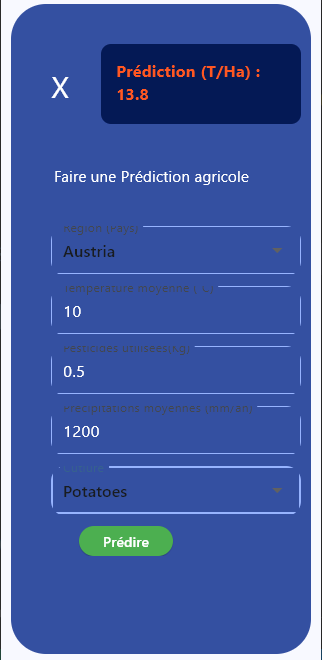 Prédiction (T/Ha) :
13.8
X
Faire une Prédiction agricole
Région (Pays)
Austria
Température moyenne (°C)
10
Pesticides utilisées(Kg)
0.5
Précipitations moyennes (mm/an)
1200
Culture
Potatoes
Prédire